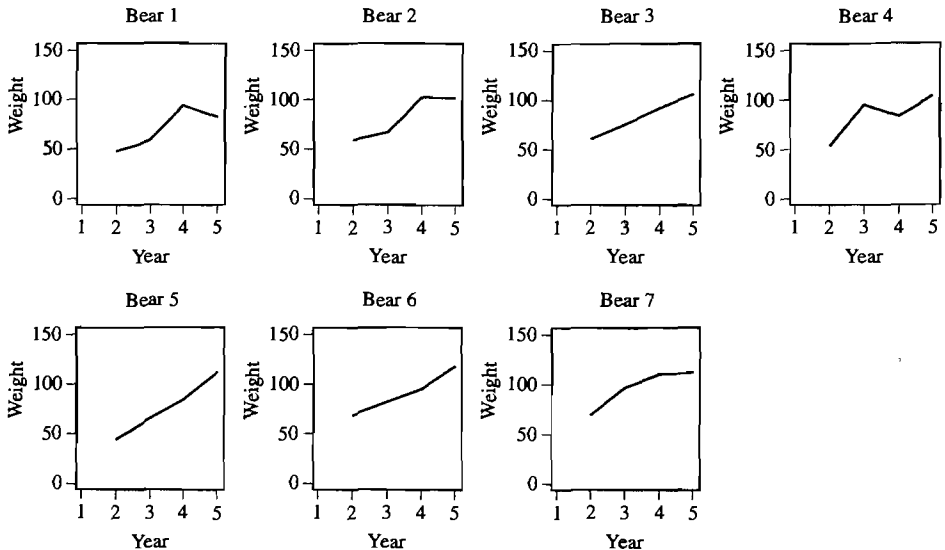 Bear 1 Bear 2 Bear 3 Bear 4
150 150 150 150
100 100 100 100
Weight Weight Weight Weight
50 50 50 50
0 0 0 0
1 2 3 4 5 1 2 3 4 5 1 2 3 4 5 1 2 3 4 5
Year Year Year Year
Bear 5 Bear 6 Bear 7
150 150 150
100 100 100
Weight Weight Weight
50 50 50
0 0 0
1 2 3 4 5 1 2 3 4 5 1 2 3 4 5
Year Year Year